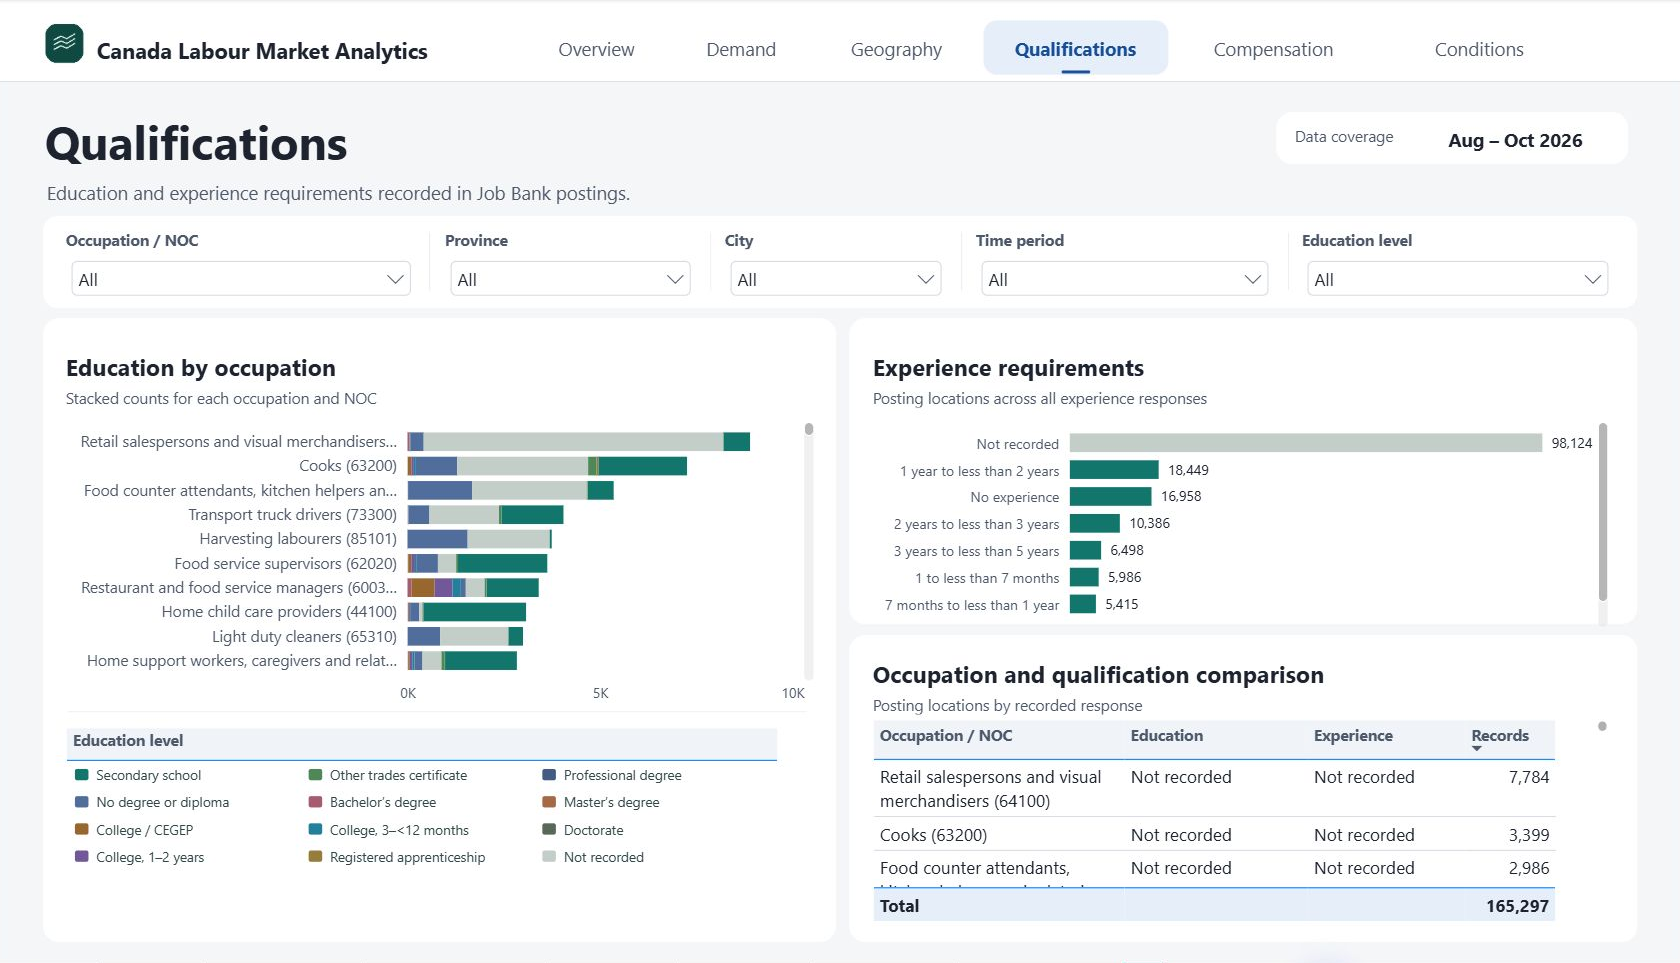 Canada Labour Market Analytics
Overview
Demand
Geography
Qualifications
Compensation
Conditions
Qualifications
Education and experience requirements recorded in Job Bank postings.
Data coverage
Aug – Oct 2026
Occupation / NOC
Province
City
Time period
Education level
All
All
All
All
All
Education by occupation
Stacked counts for each occupation and NOC
Retail salespersons and visual merchandisers...
Cooks (63200)
Food counter attendants, kitchen helpers an...
Transport truck drivers (73300)
Harvesting labourers (85101)
Food service supervisors (62020)
Restaurant and food service managers (6003...
Home child care providers (44100)
Light duty cleaners (65310)
Home support workers, caregivers and relat...
0K
5K
10K
Education level
Secondary school
Other trades certificate
Professional degree
No degree or diploma
Bachelor's degree
Master's degree
College / CEGEP
College, 3–<12 months
Doctorate
College, 1–2 years
Registered apprenticeship
Not recorded
Experience requirements
Posting locations across all experience responses
Not recorded 98,124
1 year to less than 2 years 18,449
No experience 16,958
2 years to less than 3 years 10,386
3 years to less than 5 years 6,498
1 to less than 7 months 5,986
7 months to less than 1 year 5,415
Occupation and qualification comparison
Posting locations by recorded response
Occupation / NOC Education Experience Records
Retail salespersons and visual Not recorded Not recorded 7,784
merchandisers (64100)
Cooks (63200) Not recorded Not recorded 3,399
Food counter attendants, Not recorded Not recorded 2,986
Total 165,297